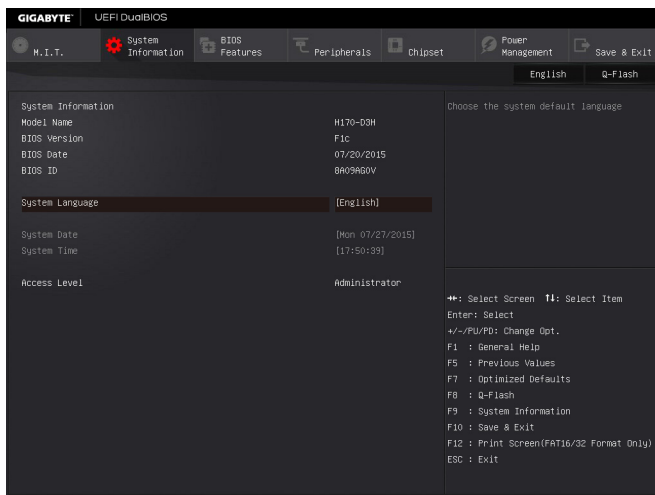 GIGABYTE™ UEFI DualBIOS
M.I.T. System Information BIOS Features Peripherals Chipset Power Management Save & Exit
English Q-Flash
System Information
Model Name H170-D3H
BIOS Version F1c
BIOS Date 07/20/2015
BIOS ID 8A09AG0V
System Language [English]
System Date [Mon 07/27/2015]
System Time [17:50:39]
Access Level Administrator
Choose the system default language
→←: Select Screen ↑↓: Select Item
Enter: Select
+/-/PU/PD: Change Opt.
F1 : General Help
F5 : Previous Values
F7 : Optimized Defaults
F8 : Q-Flash
F9 : System Information
F10 : Save & Exit
F12 : Print Screen(FAT16/32 Format Only)
ESC : Exit